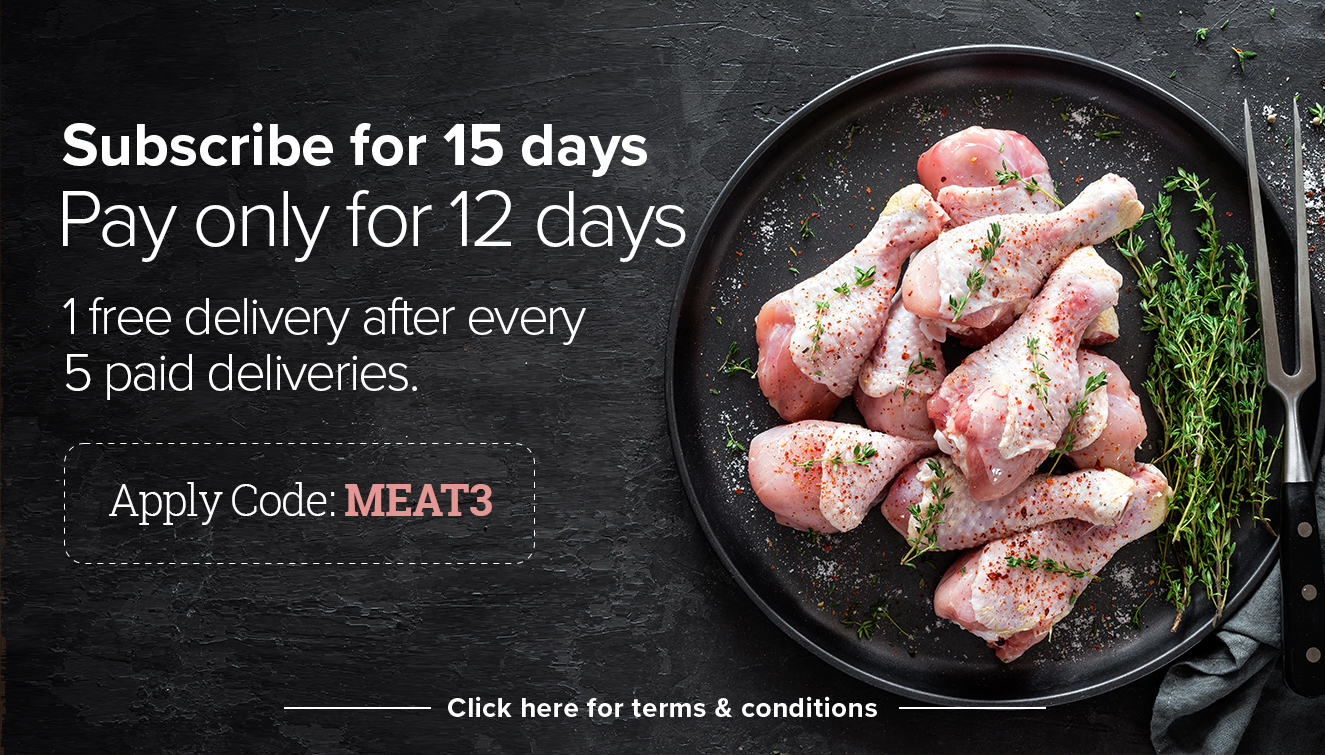 Subscribe for 15 days
Pay only for 12 days
1 free delivery after every
5 paid deliveries.
Apply Code: MEAT3
Click here for terms & conditions